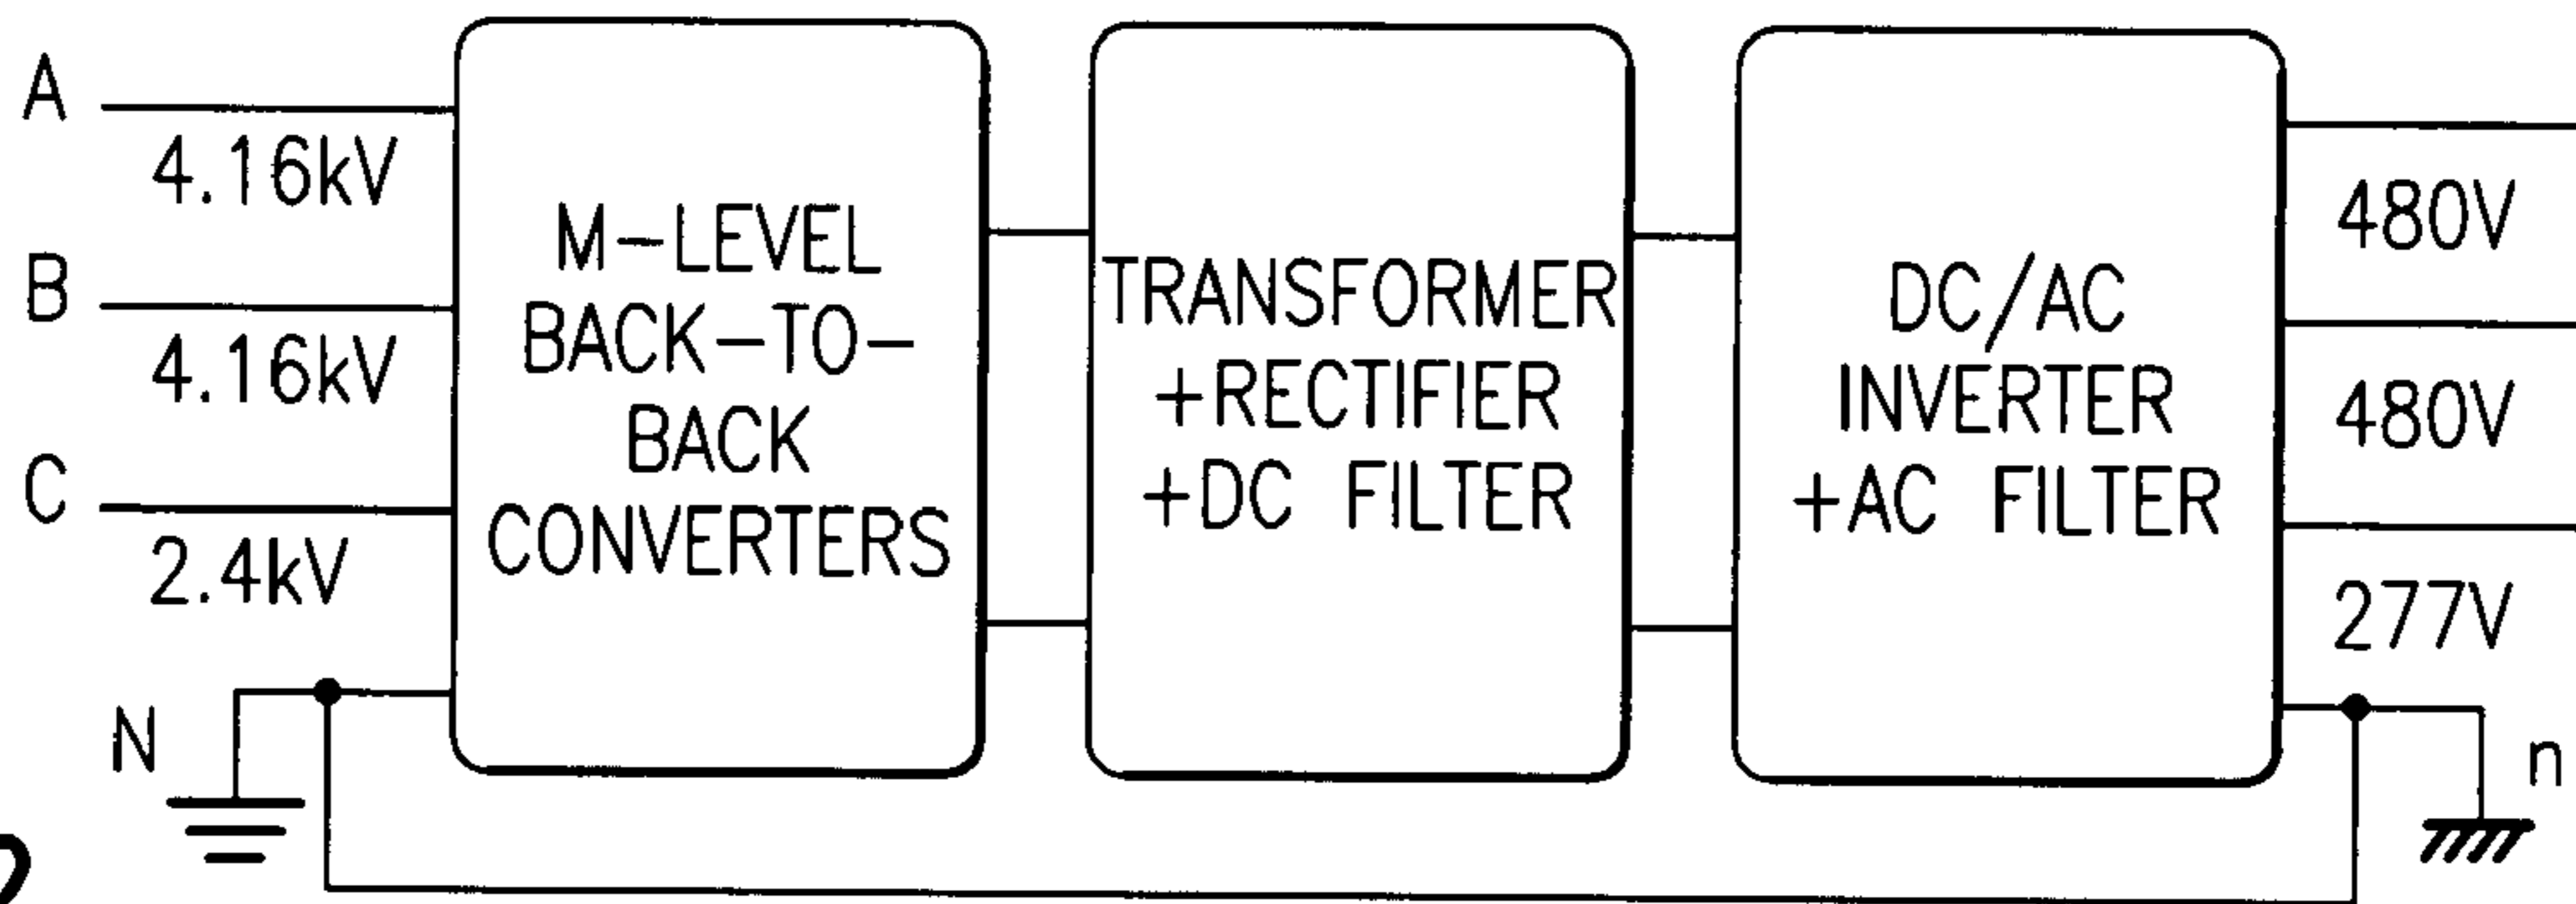 A
4.16kV
B
4.16kV
C
2.4kV
N
M-LEVEL
BACK-TO-
BACK
CONVERTERS
TRANSFORMER
+RECTIFIER
+DC FILTER
DC/AC
INVERTER
+AC FILTER
480V
480V
277V
n